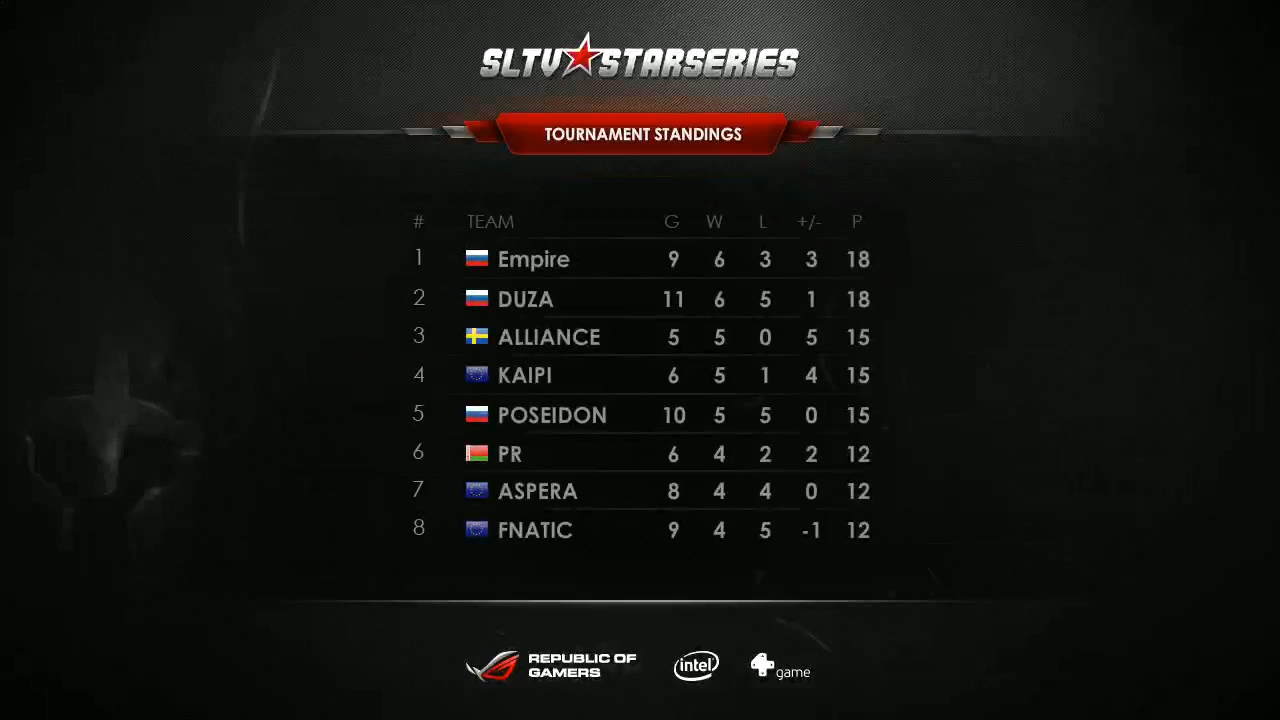 SLTV STARSERIES
TOURNAMENT STANDINGS
# TEAM G W L +/- P
1 Empire 9 6 3 3 18
2 DUZA 11 6 5 1 18
3 ALLIANCE 5 5 0 5 15
4 KAIPI 6 5 1 4 15
5 POSEIDON 10 5 5 0 15
6 PR 6 4 2 2 12
7 ASPERA 8 4 4 0 12
8 FNATIC 9 4 5 -1 12
REPUBLIC OF GAMERS intel game